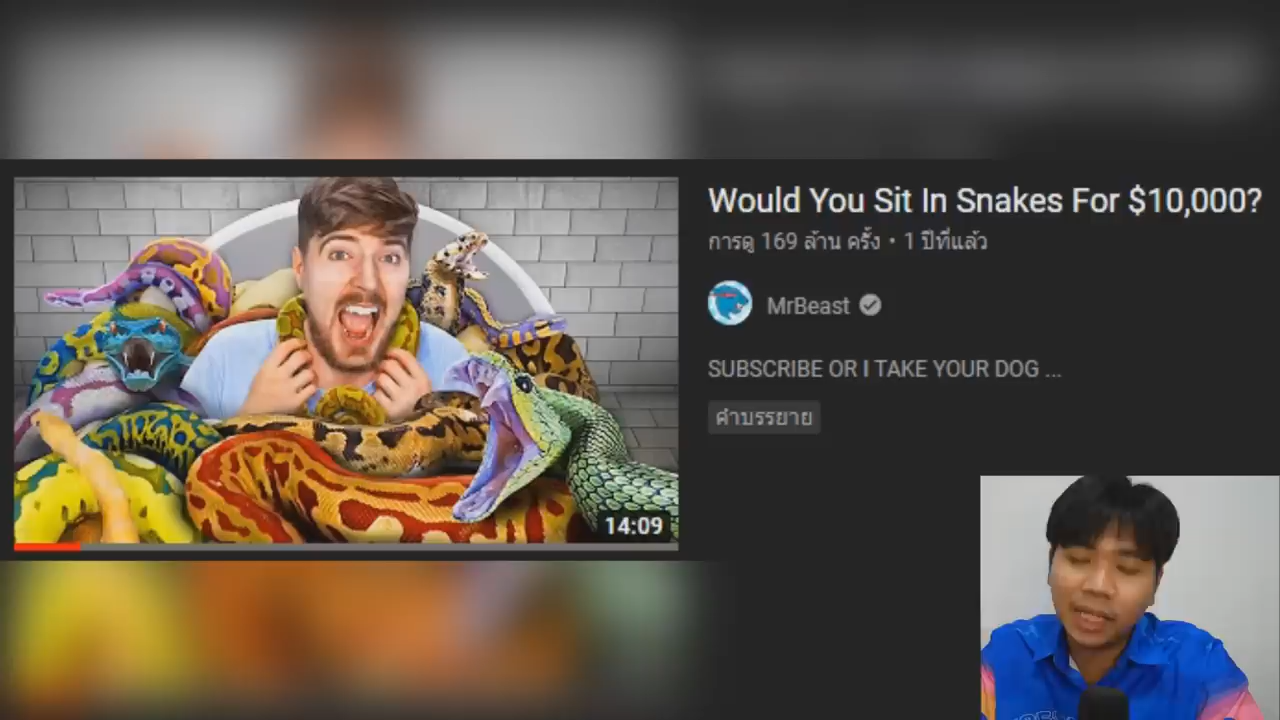 Would You Sit In Snakes For $10,000?
การดู 169 ล้าน ครั้ง • 1 ปีที่แล้ว
MrBeast
SUBSCRIBE OR I TAKE YOUR DOG ...
คำบรรยาย
14:09